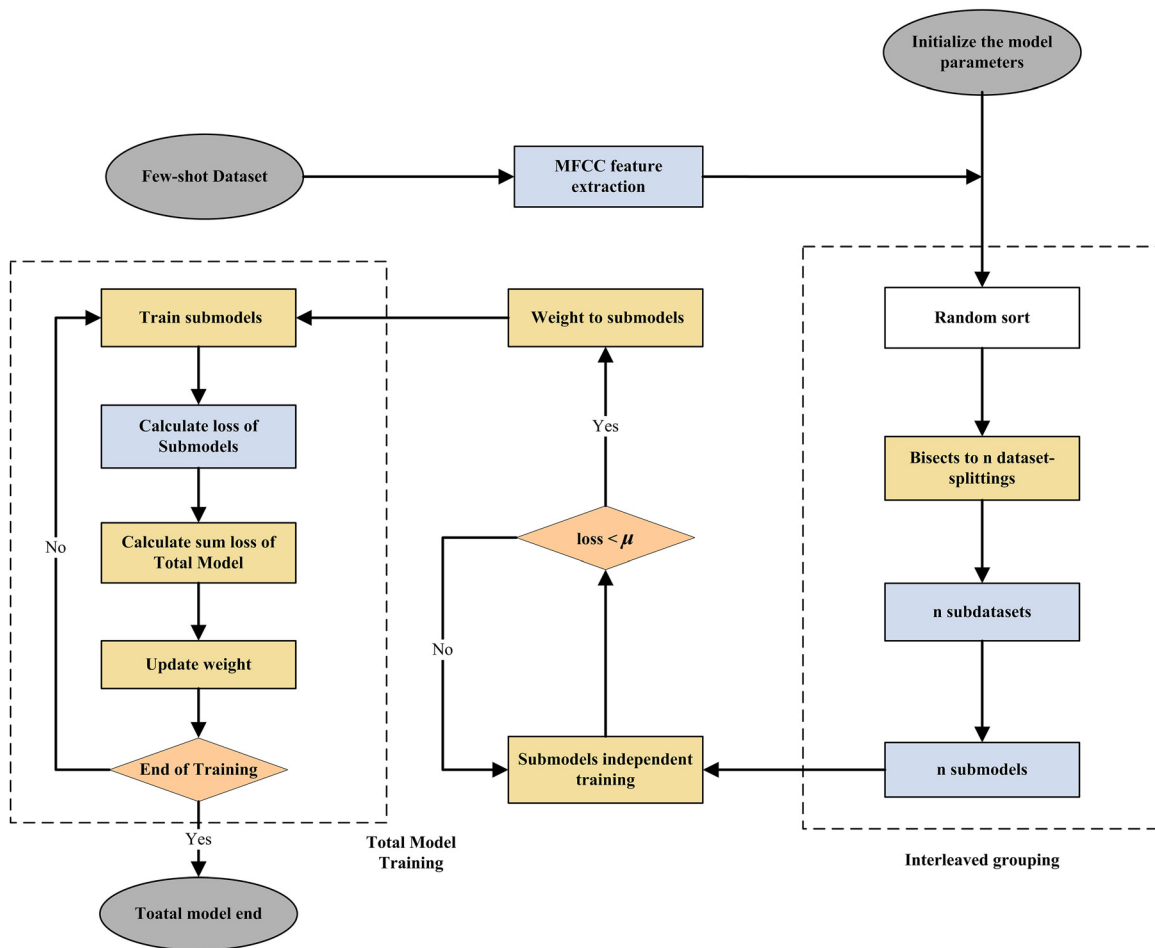 Initialize the model
parameters
Few-shot Dataset
MFCC feature
extraction
Train submodels
Weight to submodels
Random sort
Calculate loss of
Submodels
Yes
Bisects to n dataset-
splittings
No
Calculate sum loss of
Total Model
loss < μ
n subdatasets
Update weight
No
End of Training
Submodels independent
training
n submodels
Yes
Total Model
Training
Interleaved grouping
Toatal model end